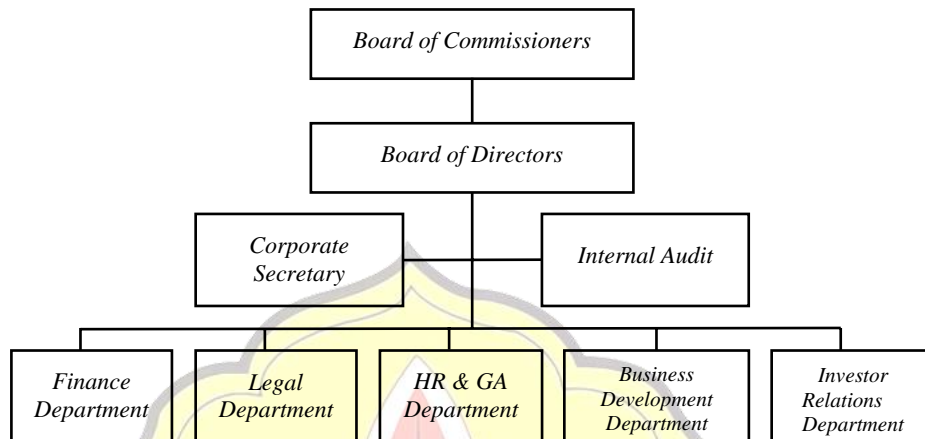 Board of Commissioners
Board of Directors
Corporate
Secretary
Internal Audit
Finance
Department
Legal
Department
HR & GA
Department
Business
Development
Department
Investor
Relations
Department